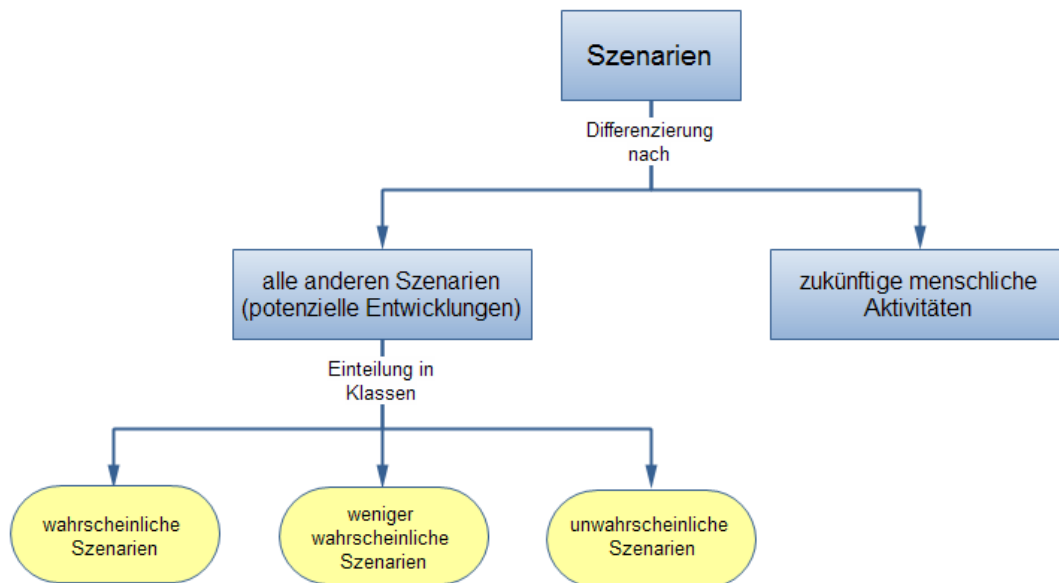 Szenarien
Differenzierung
nach
alle anderen Szenarien
(potenzielle Entwicklungen)
zukünftige menschliche
Aktivitäten
Einteilung in
Klassen
wahrscheinliche
Szenarien
weniger
wahrscheinliche
Szenarien
unwahrscheinliche
Szenarien